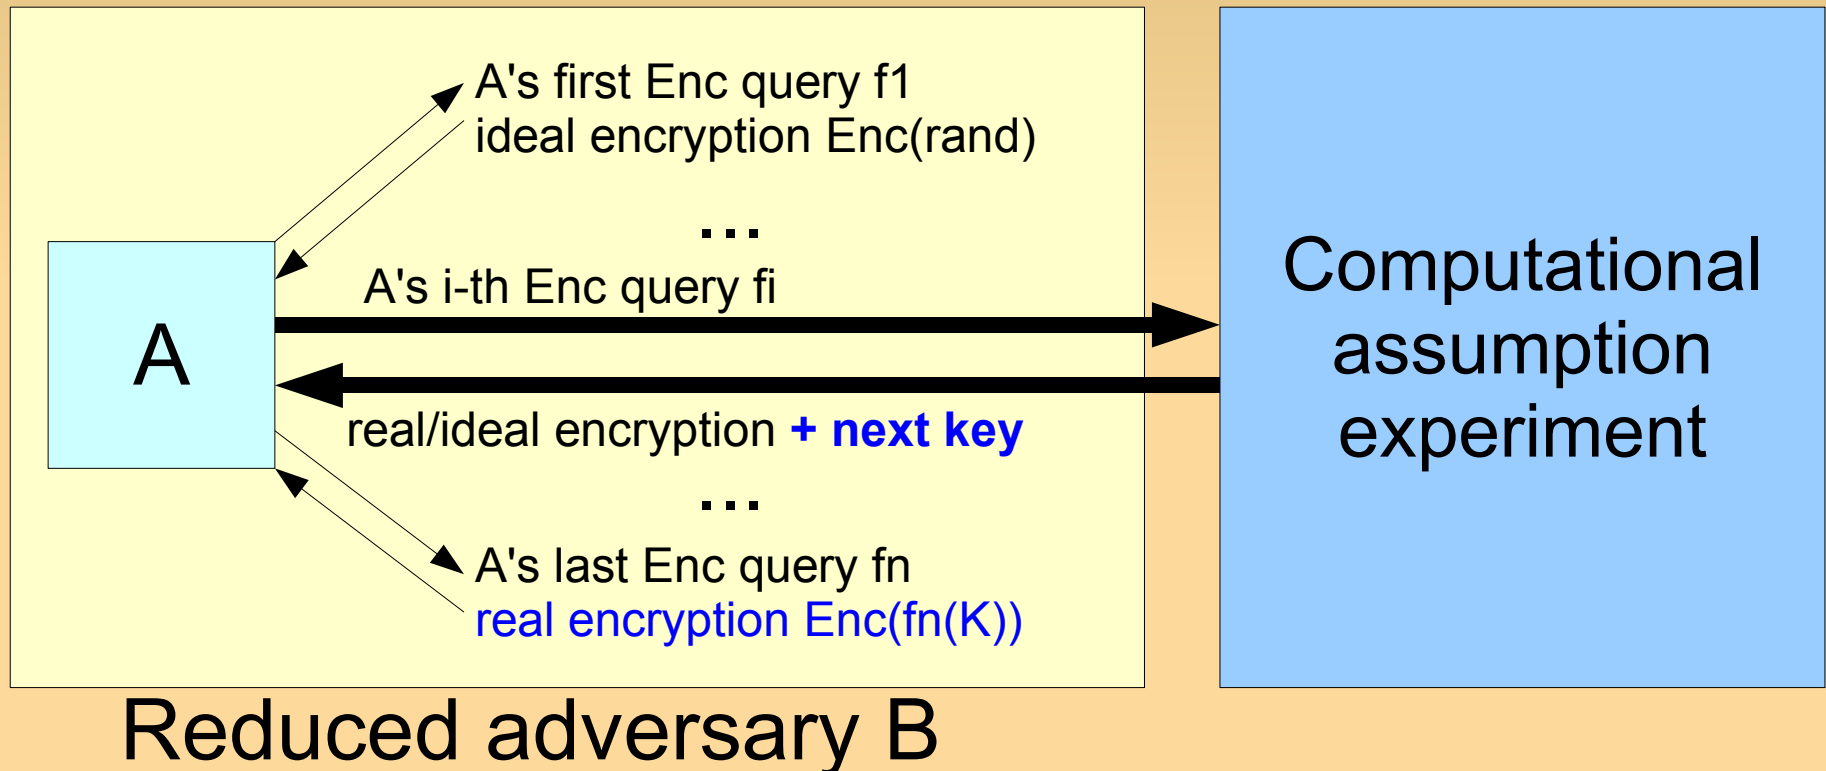 A's first Enc query f1
ideal encryption Enc(rand)
...
A's i-th Enc query fi
A
real/ideal encryption + next key
...
A's last Enc query fn
real encryption Enc(fn(K))
Computational
assumption
experiment
Reduced adversary B